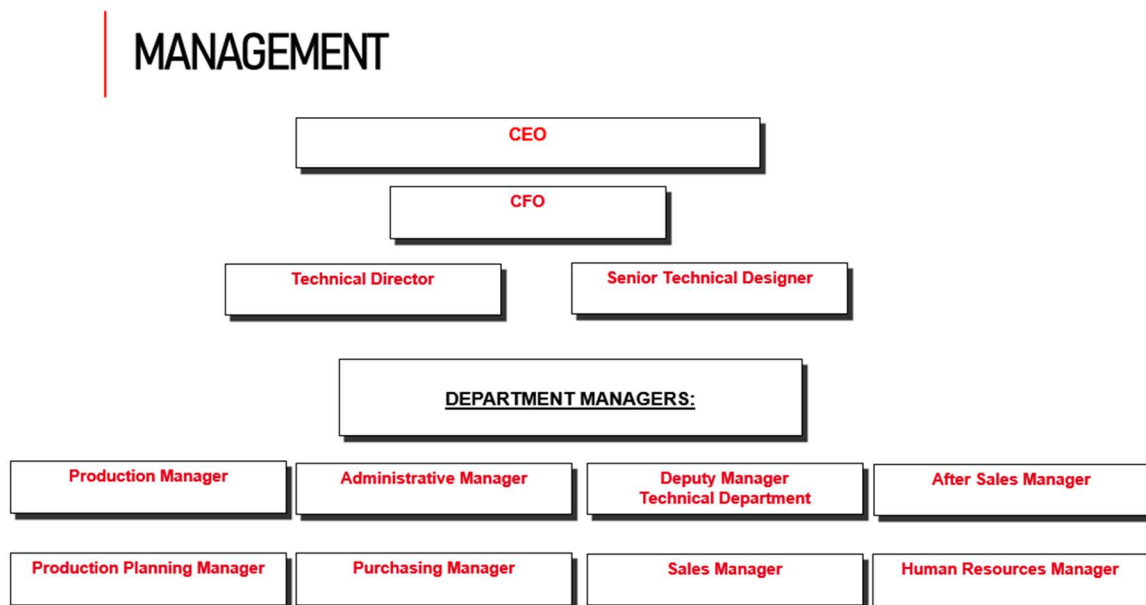 MANAGEMENT
CEO
CFO
Technical Director
Senior Technical Designer
DEPARTMENT MANAGERS:
Production Manager
Administrative Manager
Deputy Manager
Technical Department
After Sales Manager
Production Planning Manager
Purchasing Manager
Sales Manager
Human Resources Manager